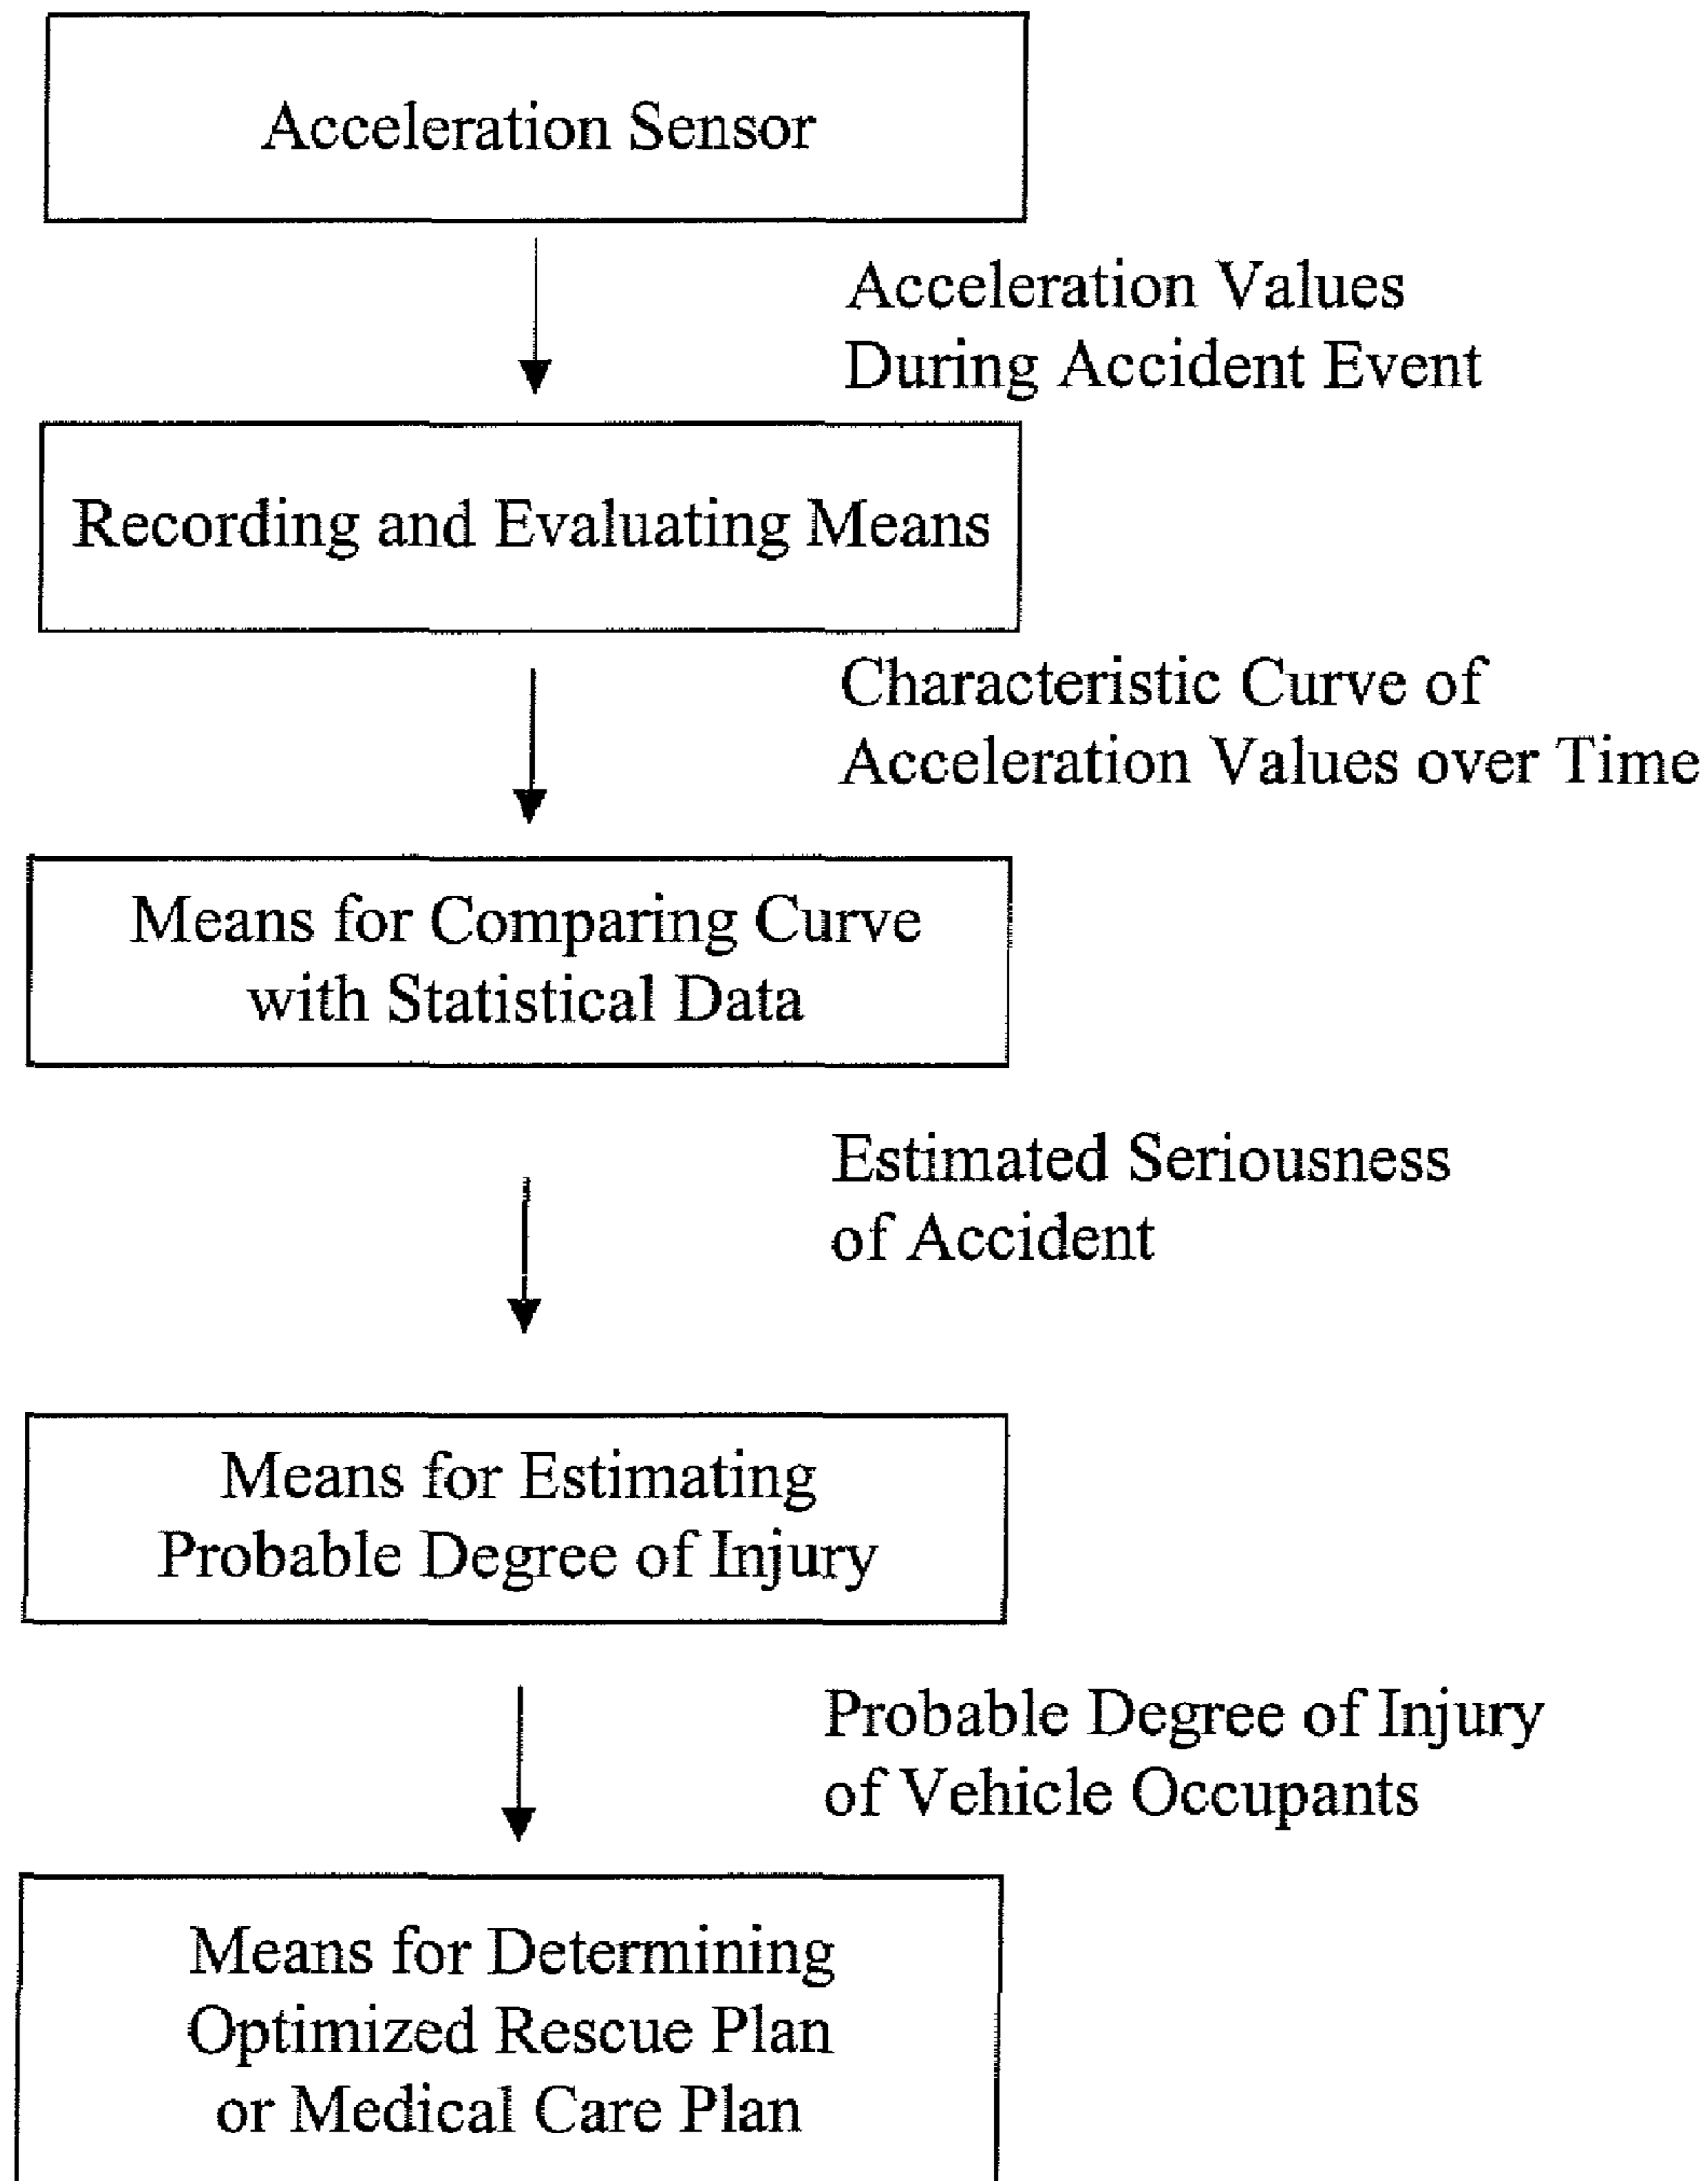 Acceleration Sensor
Acceleration Values
During Accident Event
Recording and Evaluating Means
Characteristic Curve of
Acceleration Values over Time
Means for Comparing Curve
with Statistical Data
Estimated Seriousness
of Accident
Means for Estimating
Probable Degree of Injury
Probable Degree of Injury
of Vehicle Occupants
Means for Determining
Optimized Rescue Plan
or Medical Care Plan